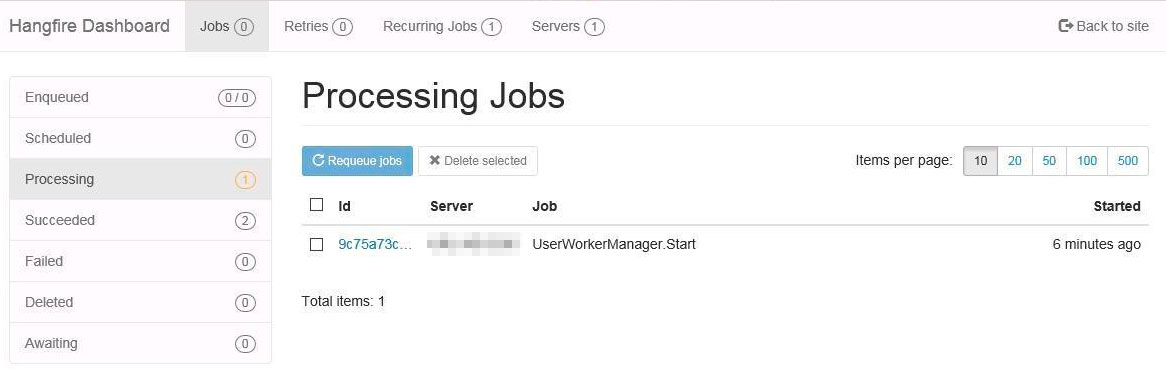 Hangfire Dashboard Jobs 0 Retries 0 Recurring Jobs 1 Servers 1 Back to site
Enqueued 0 / 0
Scheduled 0
Processing 1
Succeeded 2
Failed 0
Deleted 0
Awaiting 0
Processing Jobs
Requeue jobs Delete selected Items per page: 10 20 50 100 500
Id Server Job Started
9c75a73c... UserWorkerManager.Start 6 minutes ago
Total items: 1